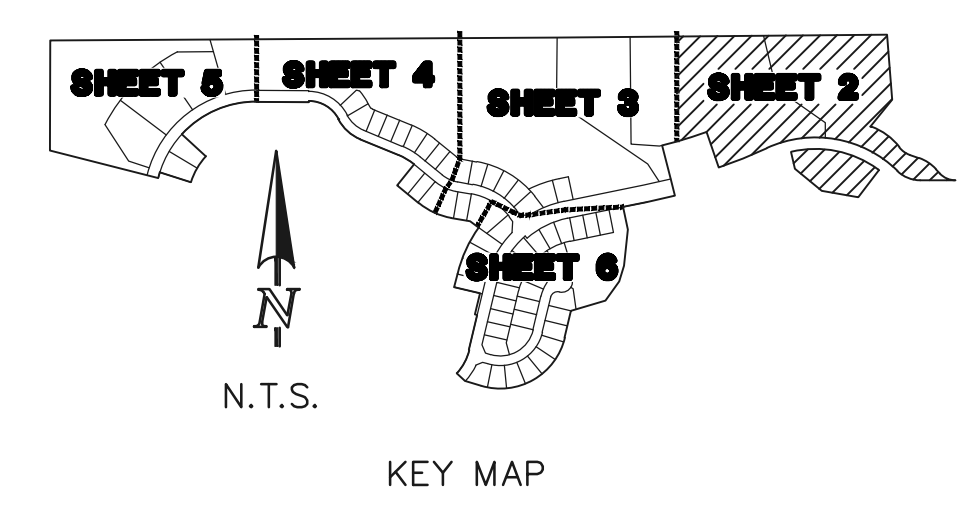 SHEET 5
SHEET 4
SHEET 3
SHEET 2
SHEET 6
N
N.T.S.
KEY MAP